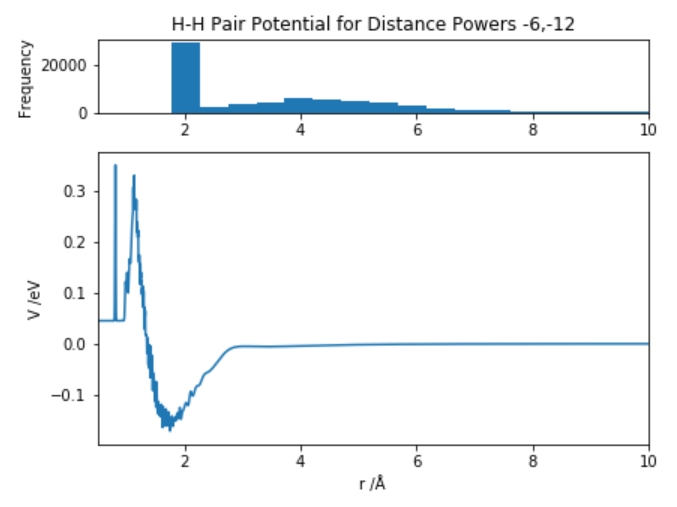 H-H Pair Potential for Distance Powers -6,-12
Frequency
20000
0
2 4 6 8 10
V /eV
0.3
0.2
0.1
0.0
−0.1
2 4 6 8 10
r /Å